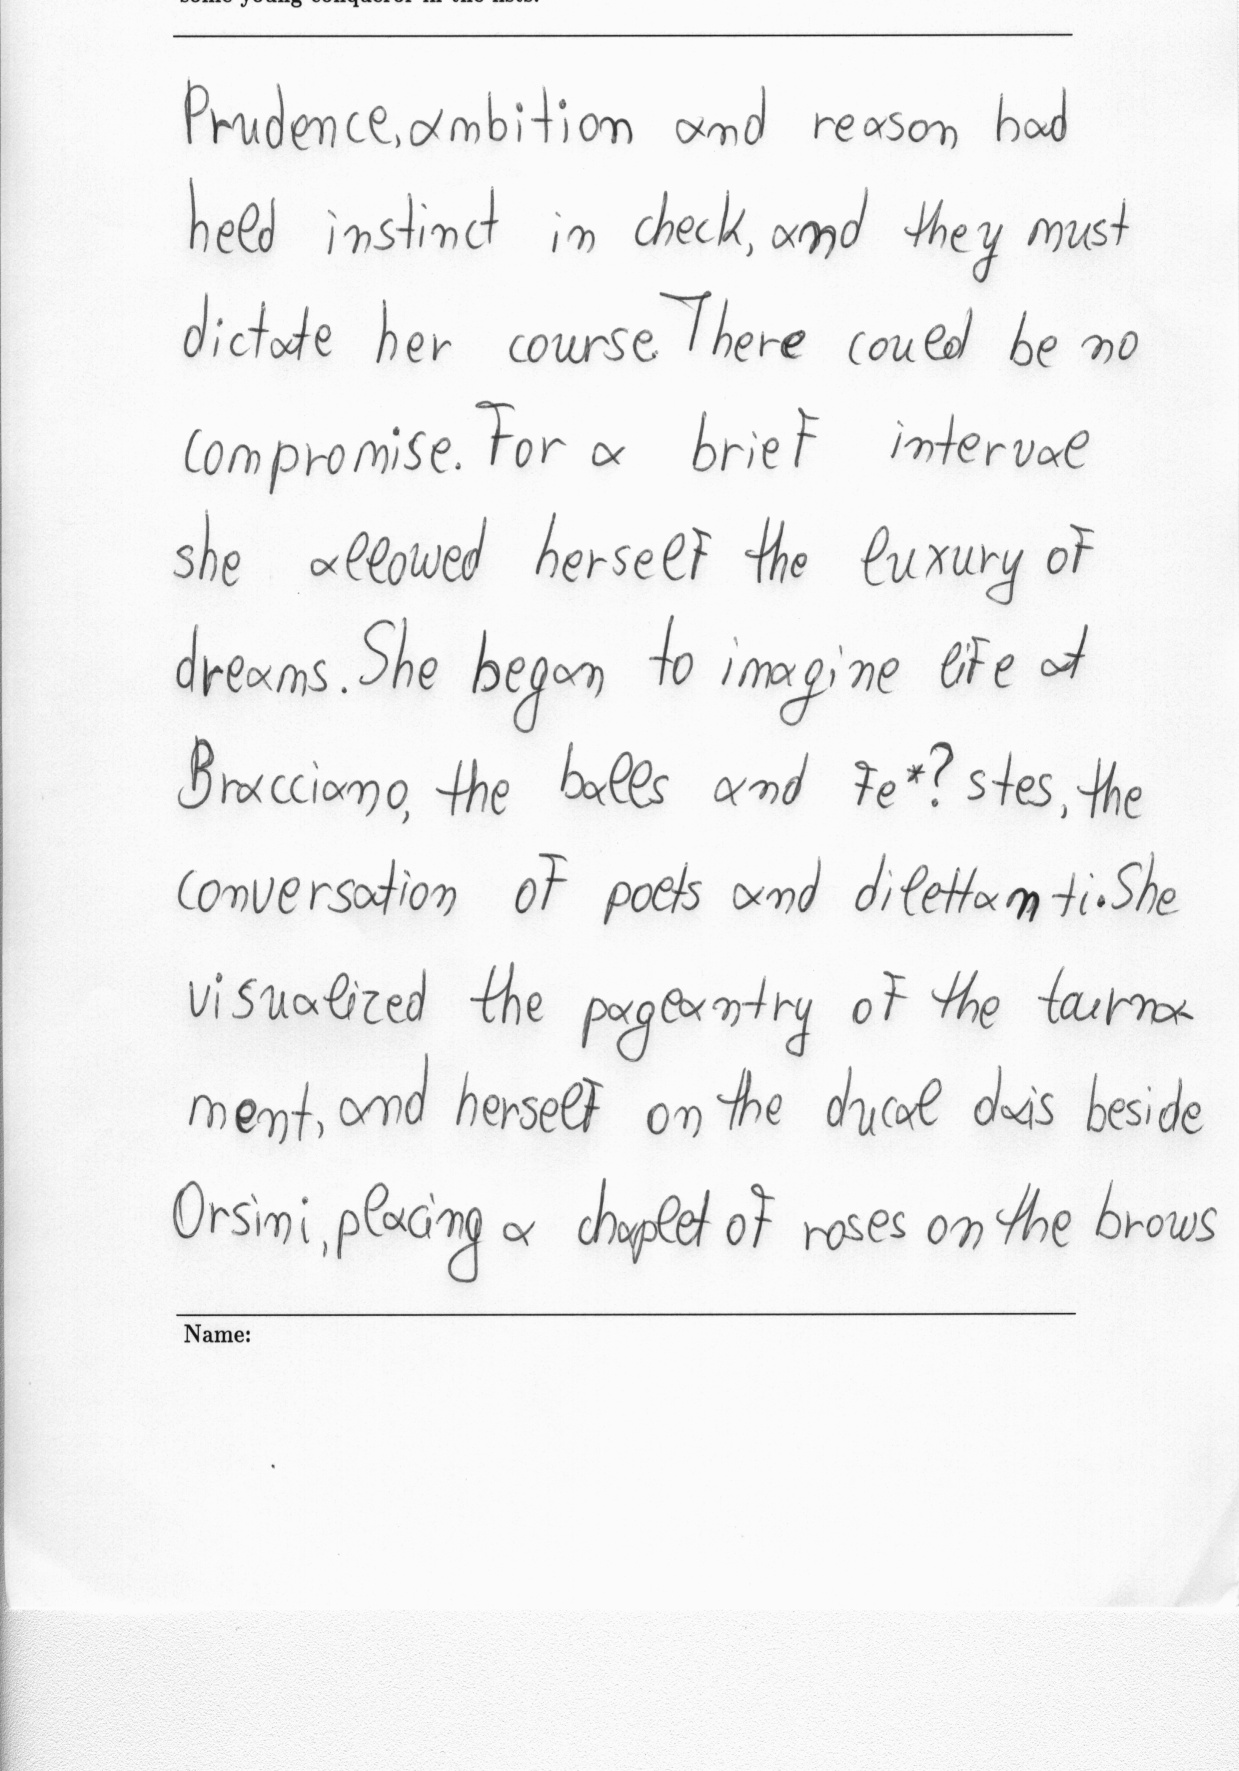 some young conqueror in the lists.
Prudence, ambition and reason had
held instinct in check, and they must
dictate her course. There could be no
compromise. For a brief interval
she allowed herself the luxury of
dreams. She began to imagine life at
Bracciano, the balls and fe*?stes, the
conversation of poets and dilettanti. She
visualized the pageantry of the tourna
ment, and herself on the ducal dais beside
Orsini, placing a chaplet of roses on the brows
Name: